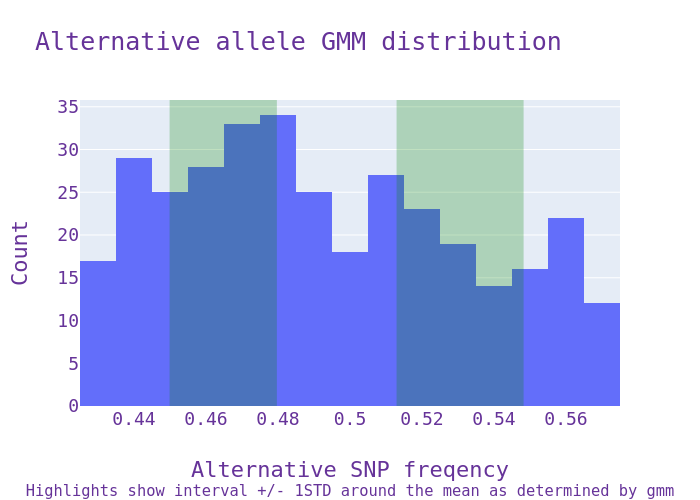 Alternative allele GMM distribution
35
30
25
20
15
10
5
0
Count
0.44 0.46 0.48 0.5 0.52 0.54 0.56
Alternative SNP freqency
Highlights show interval +/- 1STD around the mean as determined by gmm